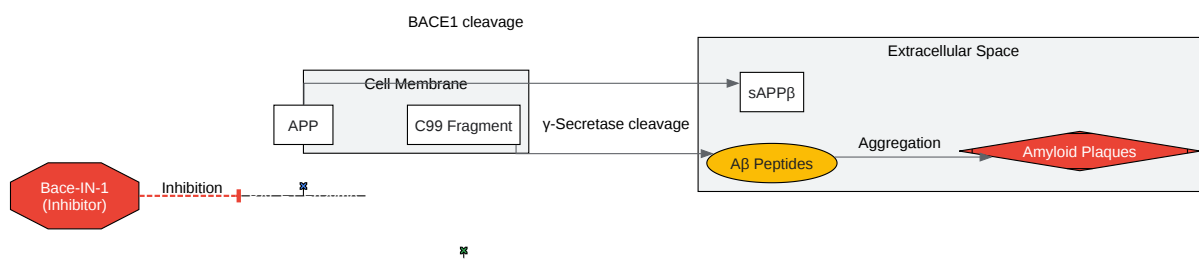 BACE1 cleavage
Extracellular Space
Cell Membrane
sAPPβ
APP
C99 Fragment
γ-Secretase cleavage
Aggregation
Aβ Peptides
Amyloid Plaques
Bace-IN-1
(Inhibitor)
Inhibition